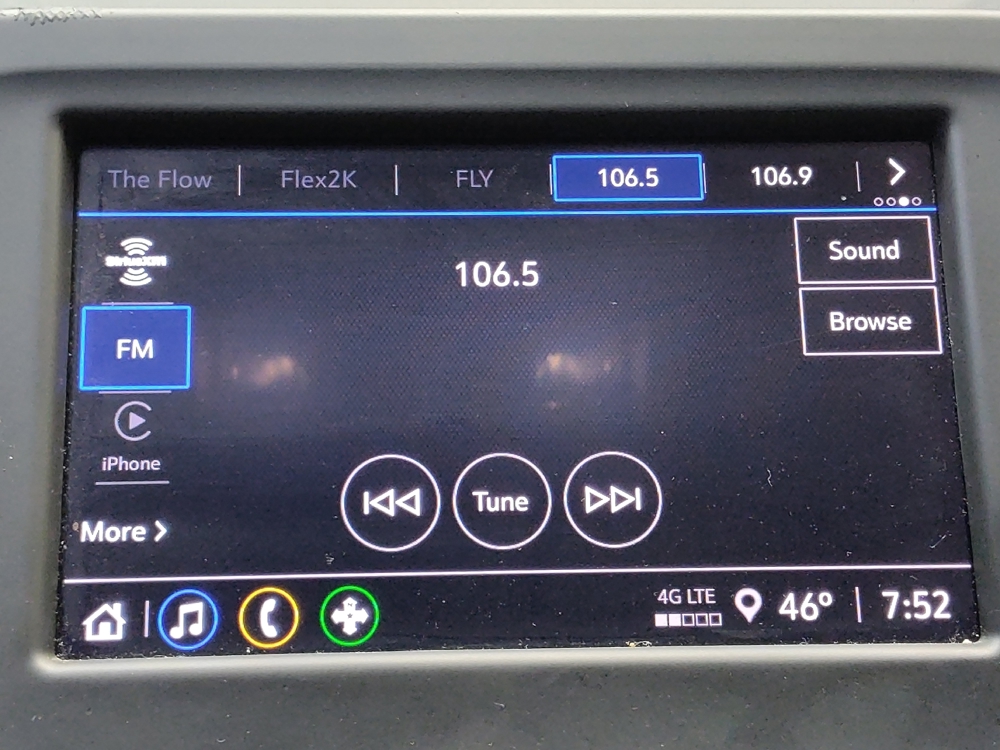 The Flow
Flex2K
FLY
106.5
106.9
SiriusXM
106.5
Sound
Browse
FM
iPhone
More
Tune
4G LTE
46°
7:52